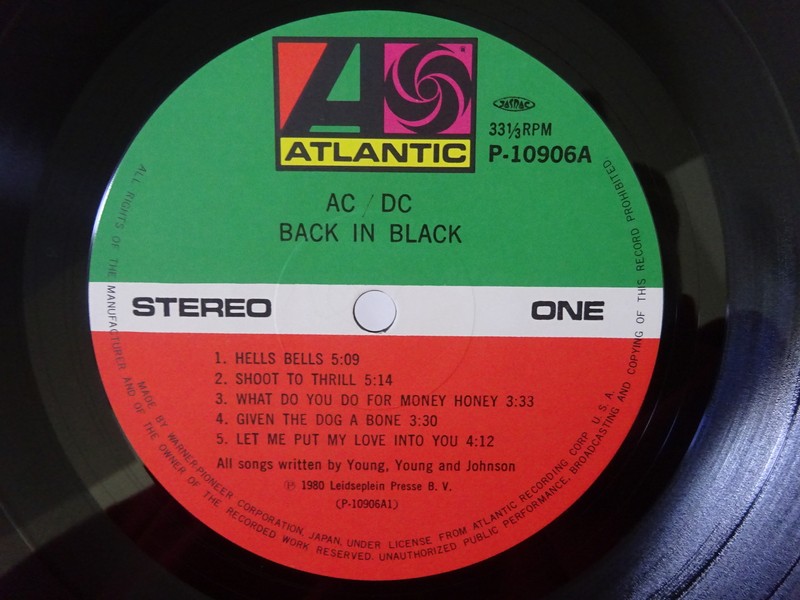 JASRAC
33 1/3 RPM
P-10906A
ATLANTIC
AC/DC
BACK IN BLACK
STEREO
ONE
1. HELLS BELLS 5:09
2. SHOOT TO THRILL 5:14
3. WHAT DO YOU DO FOR MONEY HONEY 3:33
4. GIVEN THE DOG A BONE 3:30
5. LET ME PUT MY LOVE INTO YOU 4:12
All songs written by Young, Young and Johnson
℗ 1980 Leidseplein Presse B. V.
(P-10906A1)
MADE BY WARNER-PIONEER CORPORATION, JAPAN, UNDER LICENSE FROM ATLANTIC RECORDING CORP. U. S. A.
ALL RIGHTS OF THE MANUFACTURER AND OF THE OWNER OF THE RECORDED WORK RESERVED. UNAUTHORIZED PUBLIC PERFORMANCE, BROADCASTING AND COPYING OF THIS RECORD PROHIBITED.